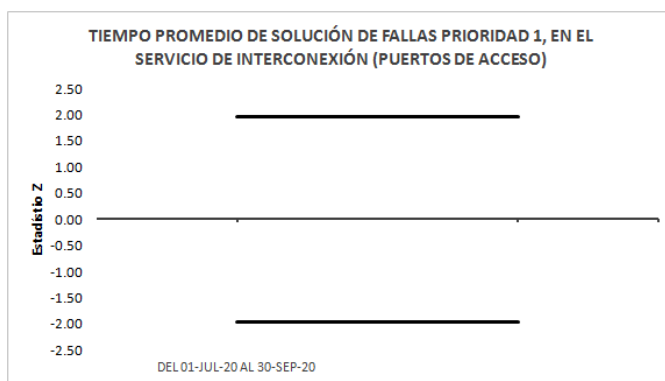 TIEMPO PROMEDIO DE SOLUCIÓN DE FALLAS PRIORIDAD 1, EN EL
SERVICIO DE INTERCONEXIÓN (PUERTOS DE ACCESO)
2.50
2.00
1.50
1.00
0.50
0.00
-0.50
-1.00
-1.50
-2.00
-2.50
Estadístio Z
DEL 01-JUL-20 AL 30-SEP-20